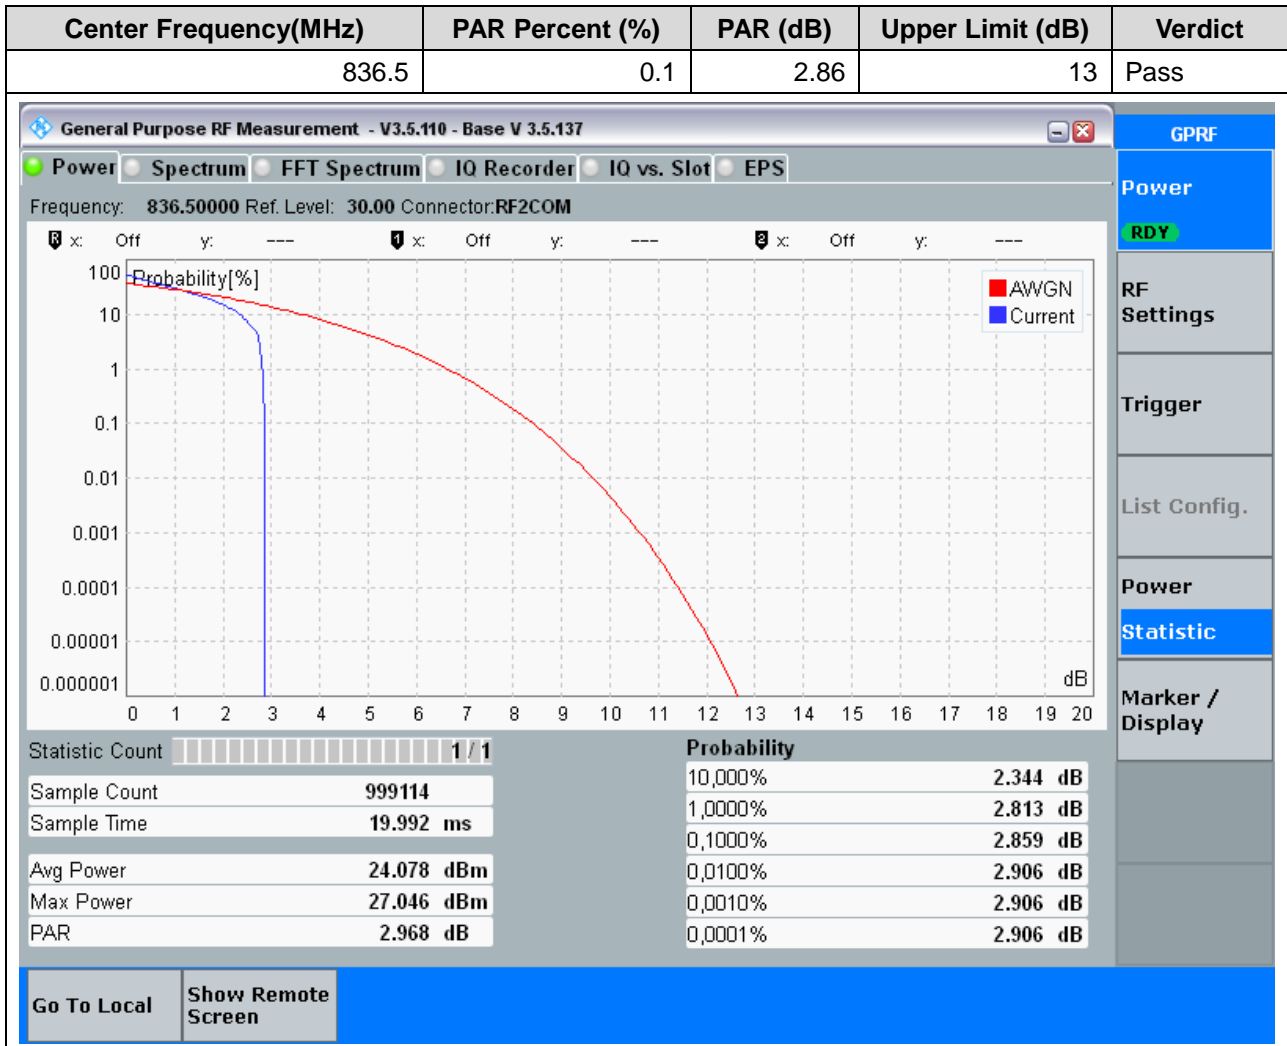 Center Frequency(MHz) PAR Percent (%) PAR (dB) Upper Limit (dB) Verdict
836.5 0.1 2.86 13 Pass
General Purpose RF Measurement - V3.5.110 - Base V 3.5.137
GPRF
Power Spectrum FFT Spectrum IQ Recorder IQ vs. Slot EPS
Frequency: 836.50000 Ref. Level: 30.00 Connector:RF2COM
R x: Off y: --- 1 x: Off y: --- 2 x: Off y: ---
Power
RDY
RF
Settings
Trigger
List Config.
Power
Statistic
Marker /
Display
Probability[%]
AWGN
Current
100
10
1
0.1
0.01
0.001
0.0001
0.00001
0.000001
dB
0 1 2 3 4 5 6 7 8 9 10 11 12 13 14 15 16 17 18 19 20
Statistic Count 1 / 1
Sample Count 999114
Sample Time 19.992 ms
Avg Power 24.078 dBm
Max Power 27.046 dBm
PAR 2.968 dB
Probability
10,000% 2.344 dB
1,0000% 2.813 dB
0,1000% 2.859 dB
0,0100% 2.906 dB
0,0010% 2.906 dB
0,0001% 2.906 dB
Go To Local
Show Remote
Screen